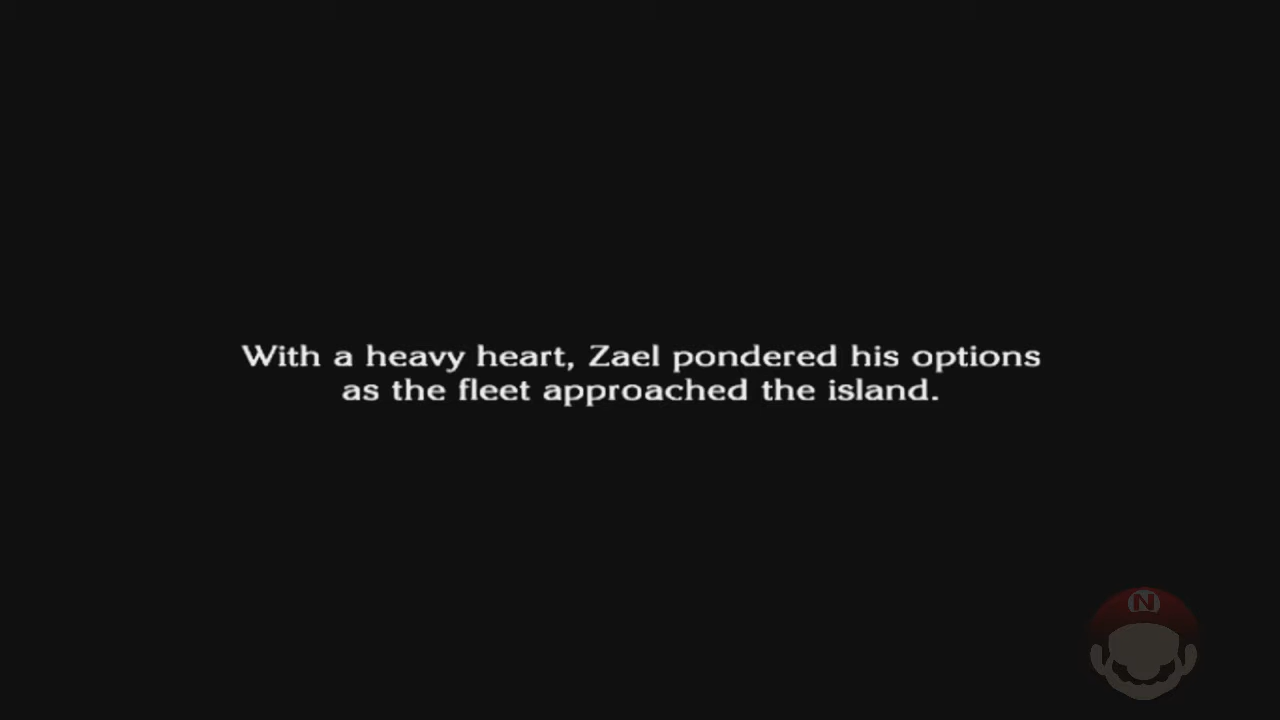 With a heavy heart, Zael pondered his options
as the fleet approached the island.
N